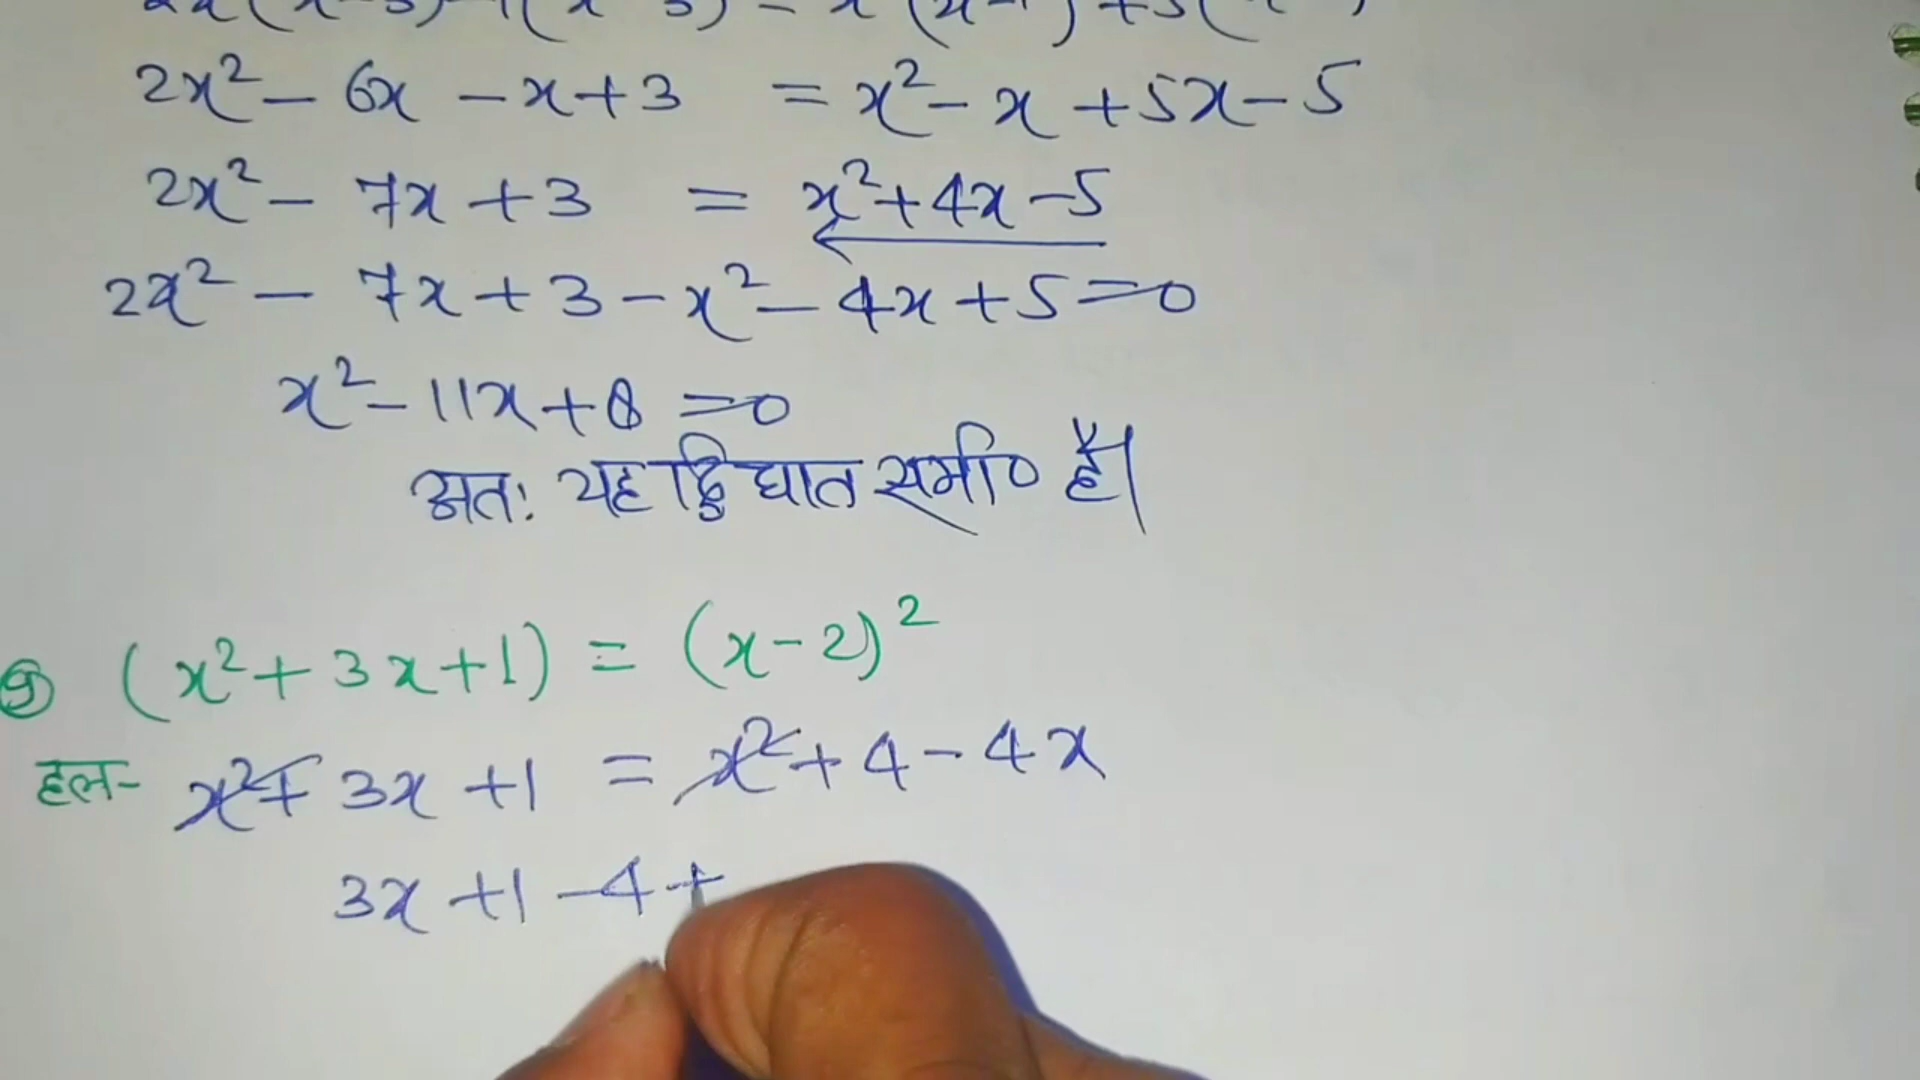 2x² - 6x - x + 3 = x² - x + 5x - 5
2x² - 7x + 3 = x² + 4x - 5
2x² - 7x + 3 - x² - 4x + 5 = 0
x² - 11x + 8 = 0
अतः यह द्विघात समी० है।
(x² + 3x + 1) = (x - 2)²
हल- x² + 3x + 1 = x² + 4 - 4x
3x + 1 - 4 +